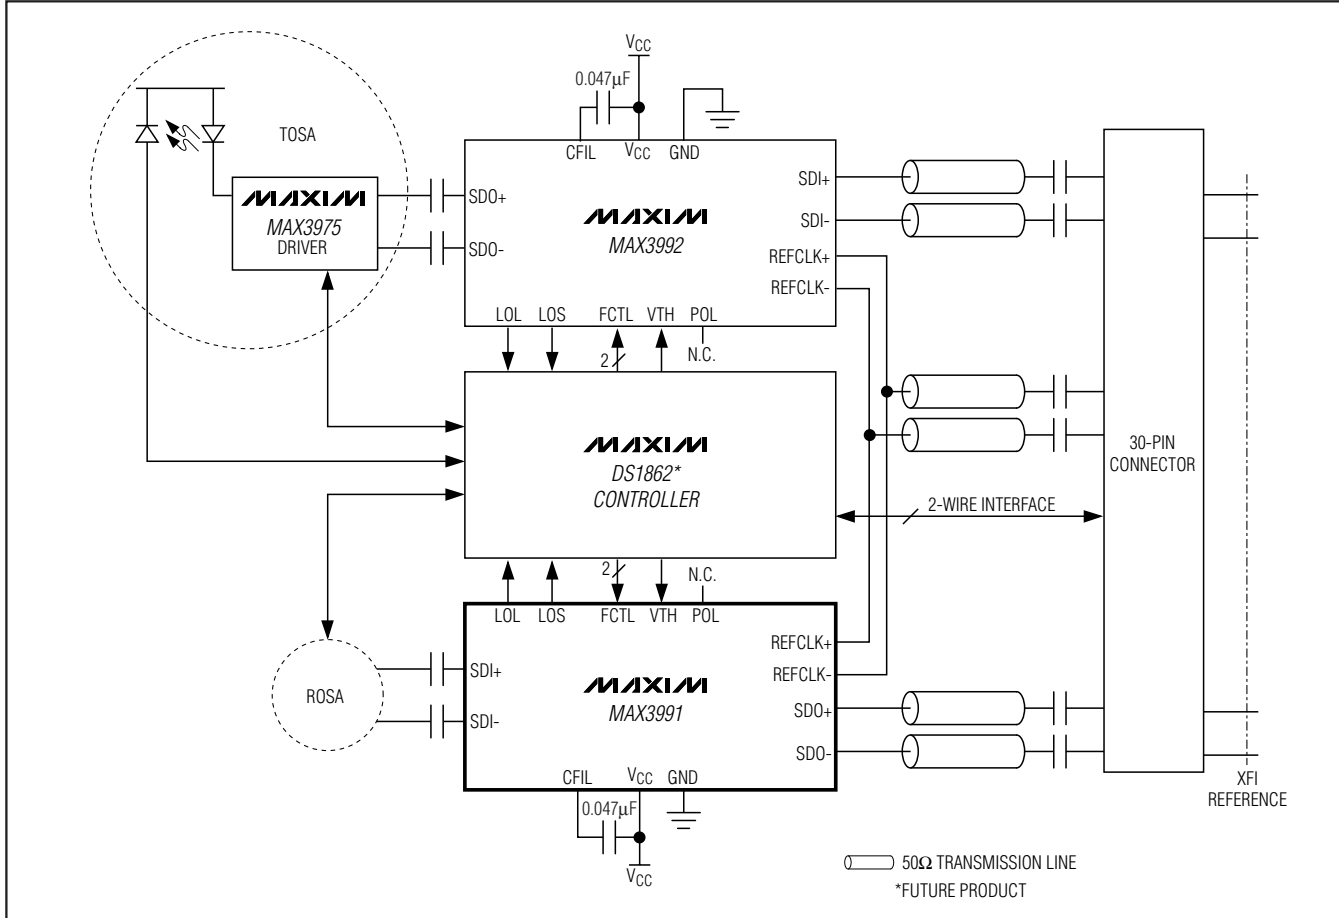 VCC
0.047μF
CFIL VCC GND
TOSA
MAXIM
MAX3975
DRIVER
SDO+
SDO-
MAXIM
MAX3992
SDI+
SDI-
REFCLK+
REFCLK-
LOL LOS FCTL VTH POL
2
N.C.
MAXIM
DS1862*
CONTROLLER
2-WIRE INTERFACE
30-PIN
CONNECTOR
2
N.C.
LOL LOS FCTL VTH POL
ROSA
SDI+
SDI-
MAXIM
MAX3991
REFCLK+
REFCLK-
SDO+
SDO-
CFIL VCC GND
0.047μF
VCC
XFI
REFERENCE
50Ω TRANSMISSION LINE
*FUTURE PRODUCT